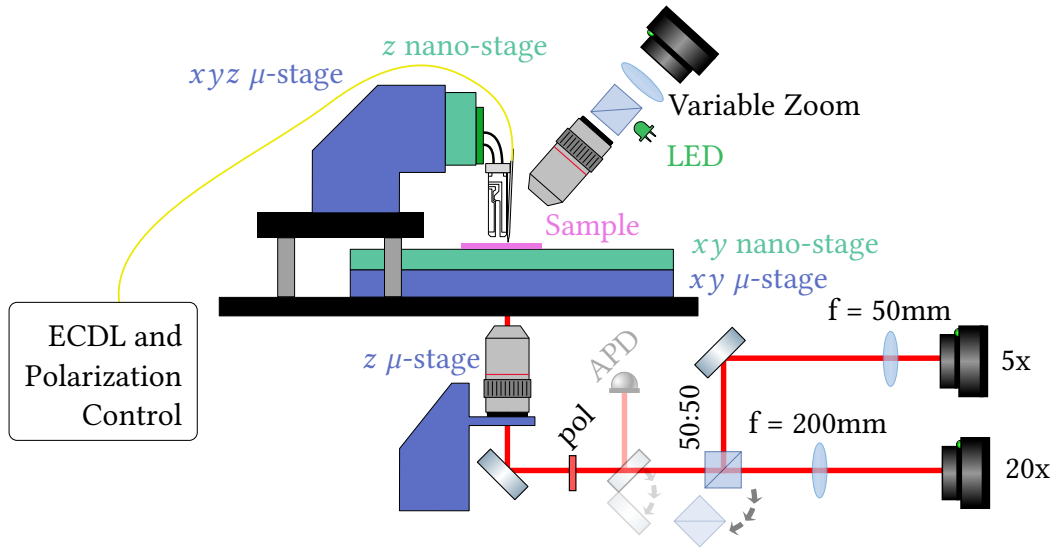 z nano-stage
xyz μ-stage
Variable Zoom
LED
Sample
xy nano-stage
xy μ-stage
ECDL and
Polarization
Control
z μ-stage
APD
pol
50:50
f = 50mm
5x
f = 200mm
20x